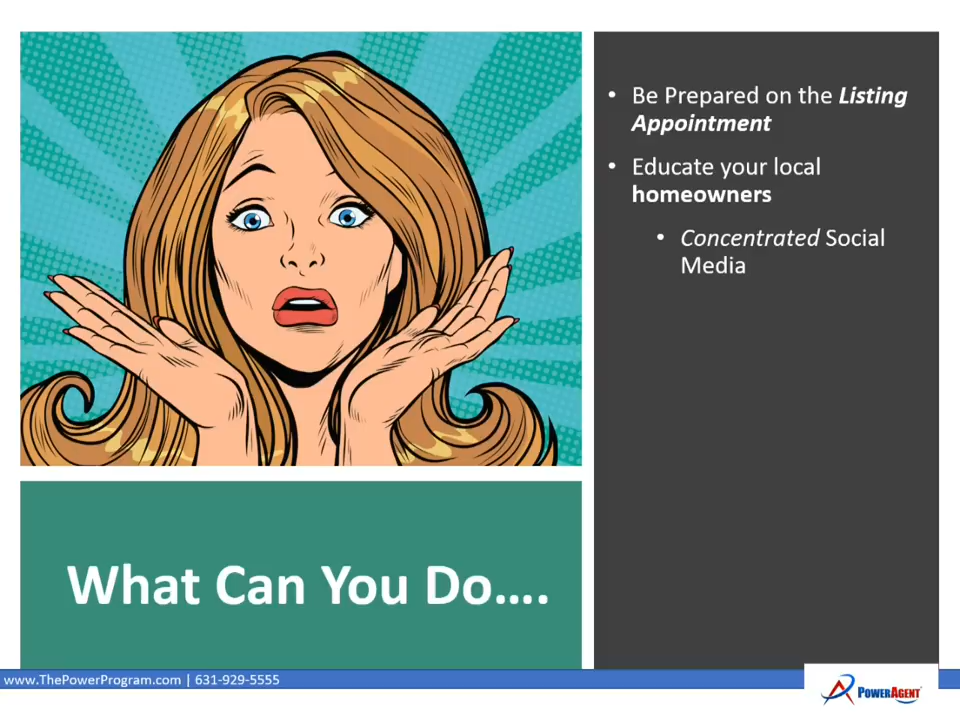 • Be Prepared on the Listing
Appointment
• Educate your local
homeowners
• Concentrated Social
Media
What Can You Do....
www.ThePowerProgram.com | 631-929-5555
POWERAGENT